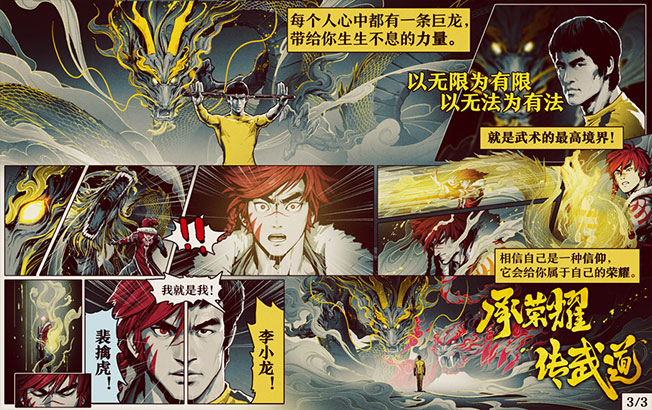 每个人心中都有一条巨龙，
带给你生生不息的力量。
以无限为有限
以无法为有法
就是武术的最高境界！
!!
相信自己是一种信仰，
它会给你属于自己的荣耀。
我就是我！
裴擒虎！
李小龙！
承荣耀
传武道
3/3